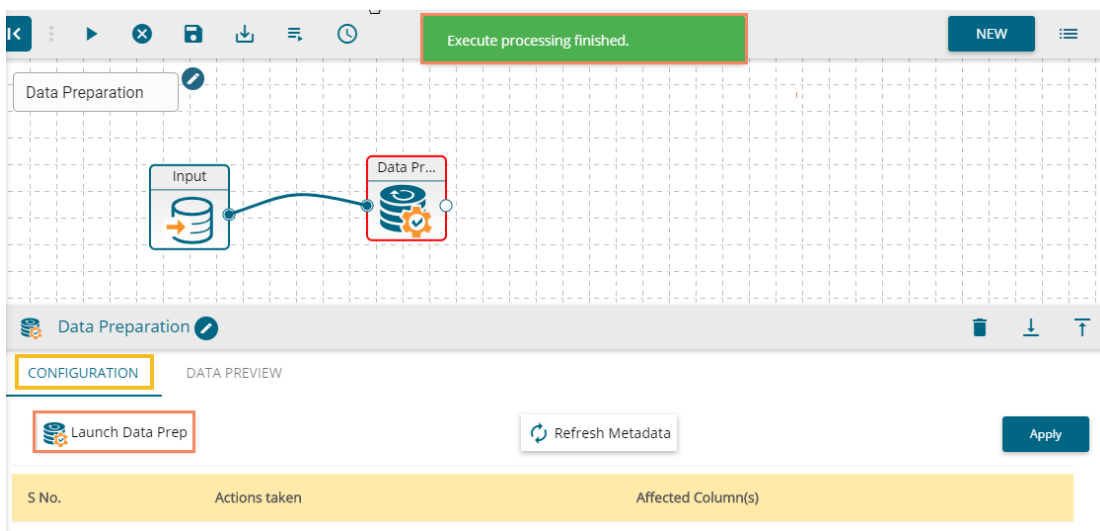 Execute processing finished.
NEW
Data Preparation
Input
Data Pr...
Data Preparation
CONFIGURATION
DATA PREVIEW
Launch Data Prep
Refresh Metadata
Apply
S No.
Actions taken
Affected Column(s)